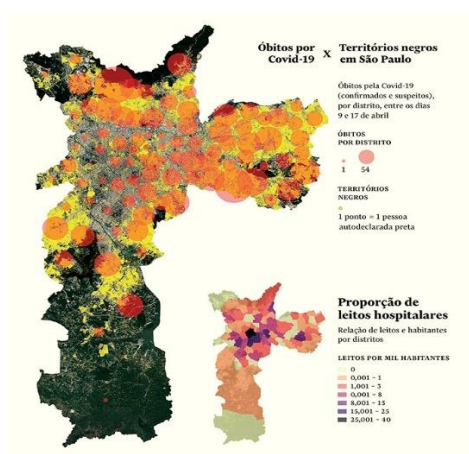 Óbitos por
Covid-19
x
Territórios negros
em São Paulo
Óbitos pela Covid-19
(confirmados e suspeitos),
por distrito, entre os dias
9 e 17 de abril
ÓBITOS
POR DISTRITO
1 54
TERRITÓRIOS
NEGROS
1 ponto = 1 pessoa
autodeclarada preta
Proporção de
leitos hospitalares
Relação de leitos e habitantes
por distritos
LEITOS POR MIL HABITANTES
0
0,001 – 1
1,001 – 3
0,001 – 8
8,001 – 15
15,001 – 25
25,001 – 40